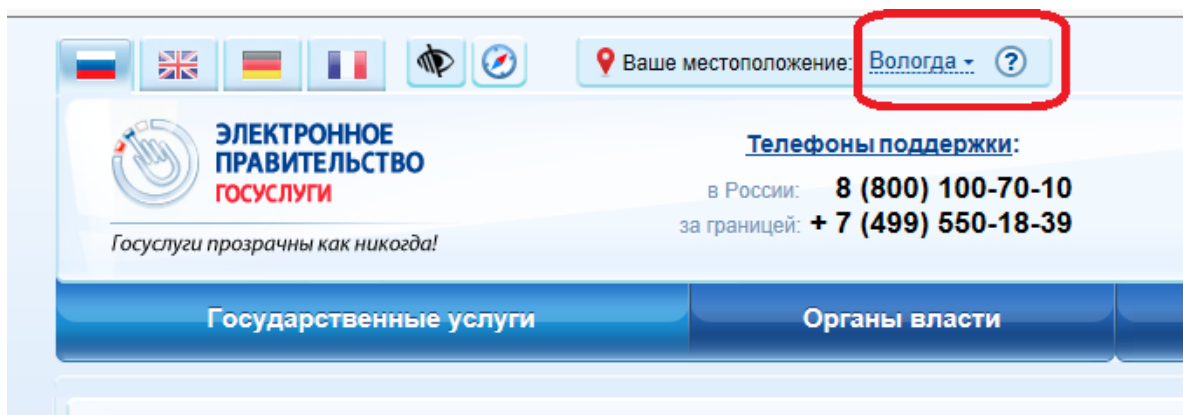 Ваше местоположение: Вологда ?
ЭЛЕКТРОННОЕ
ПРАВИТЕЛЬСТВО
ГОСУСЛУГИ
Госуслуги прозрачны как никогда!
Телефоны поддержки:
в России: 8 (800) 100-70-10
за границей: + 7 (499) 550-18-39
Государственные услуги
Органы власти